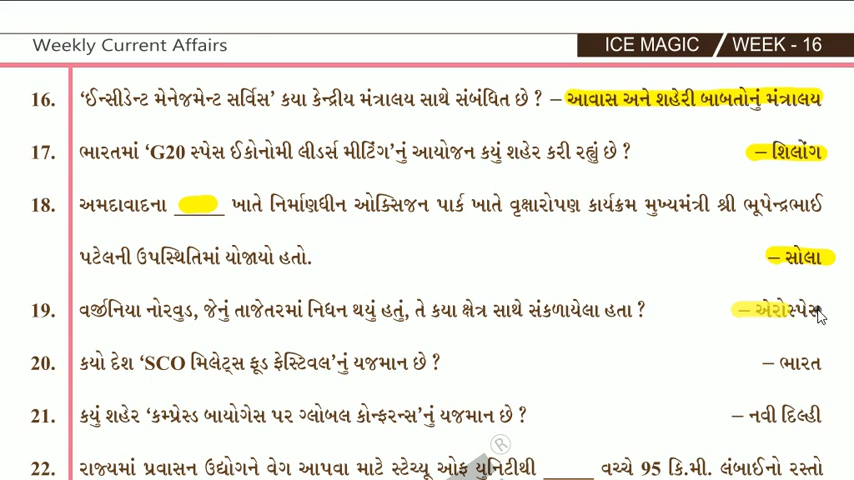 Weekly Current Affairs ICE MAGIC WEEK - 16
16. ‘ઈન્સીડેન્ટ મેનેજમેન્ટ સર્વિસ’ કયા કેન્દ્રીય મંત્રાલય સાથે સંબંધિત છે ? – આવાસ અને શહેરી બાબતોનું મંત્રાલય
17. ભારતમાં ‘G20 સ્પેસ ઈકોનોમી લીડર્સ મીટિંગ’નું આયોજન કયું શહેર કરી રહ્યું છે ? – શિલોંગ
18. અમદાવાદના _____ ખાતે નિર્માણધીન ઓક્સિજન પાર્ક ખાતે વૃક્ષારોપણ કાર્યક્રમ મુખ્યમંત્રી શ્રી ભૂપેન્દ્રભાઈ
પટેલની ઉપસ્થિતિમાં યોજાયો હતો. – સોલા
19. વર્જીનિયા નોરવુડ, જેનું તાજેતરમાં નિધન થયું હતું, તે કયા ક્ષેત્ર સાથે સંકળાયેલા હતા ? – એરોસ્પેસ
20. કયો દેશ ‘SCO મિલેટ્સ ફૂડ ફેસ્ટિવલ’નું યજમાન છે ? – ભારત
21. કયું શહેર ‘કમ્પ્રેસ્ડ બાયોગેસ પર ગ્લોબલ કોન્ફરન્સ’નું યજમાન છે ? – નવી દિલ્હી
22. રાજ્યમાં પ્રવાસન ઉદ્યોગને વેગ આપવા માટે સ્ટેચ્યૂ ઓફ યુનિટીથી _____ વચ્ચે 95 કિ.મી. લંબાઈનો રસ્તો